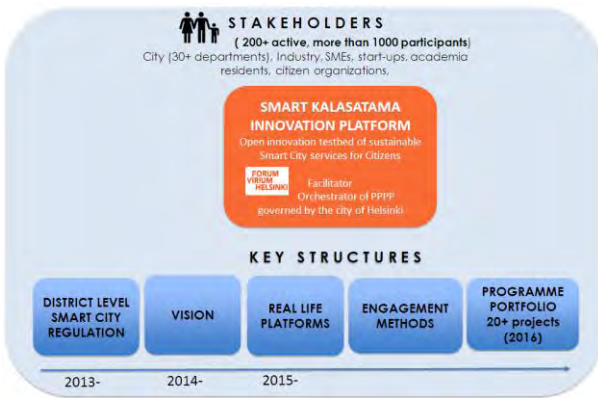 STAKEHOLDERS
( 200+ active, more than 1000 participants)
City (30+ departments), Industry, SMEs, start-ups, academia
residents, citizen organizations,
SMART KALASATAMA
INNOVATION PLATFORM
Open innovation testbed of sustainable
Smart City services for Citizens
FORUM
VIRIUM
HELSINKI
Facilitator
Orchestrator of PPPP
governed by the city of Helsinki
KEY STRUCTURES
DISTRICT LEVEL
SMART CITY
REGULATION
VISION
REAL LIFE
PLATFORMS
ENGAGEMENT
METHODS
PROGRAMME
PORTFOLIO
20+ projects
(2016)
2013-
2014-
2015-